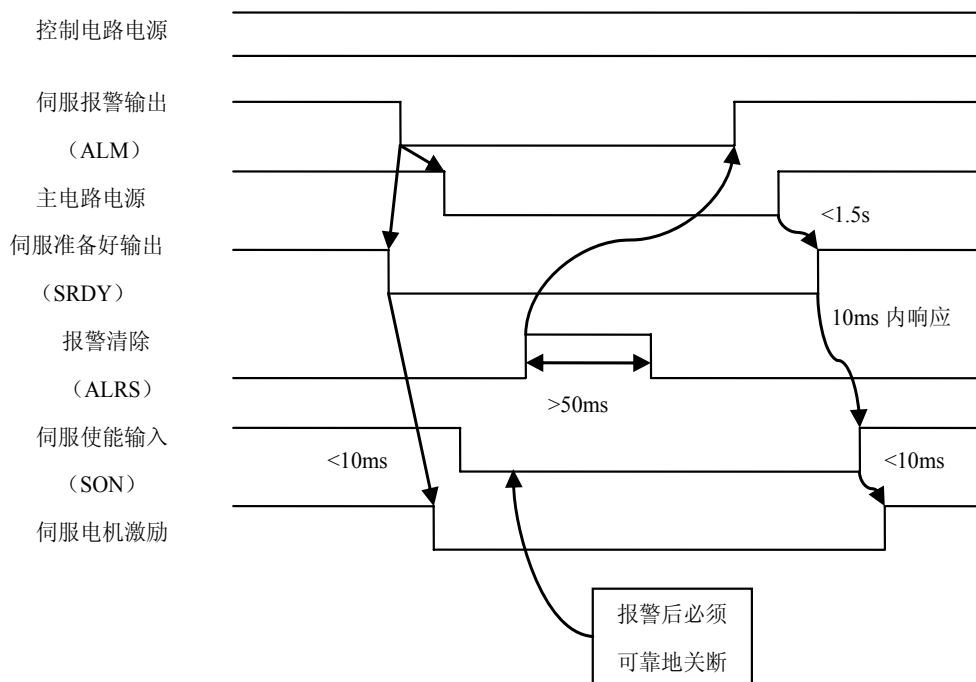 控制电路电源
伺服报警输出
（ALM）
主电路电源
<1.5s
伺服准备好输出
（SRDY）
10ms 内响应
报警清除
（ALRS）
>50ms
伺服使能输入
<10ms
<10ms
（SON）
伺服电机激励
报警后必须
可靠地关断